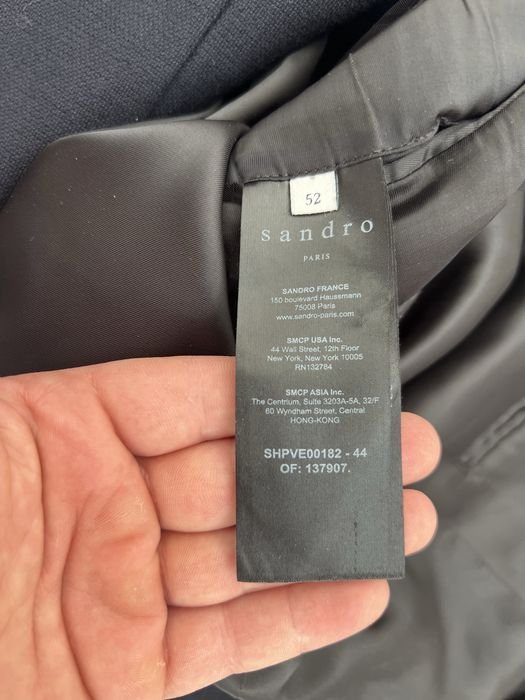 52
sandro
PARIS
SANDRO FRANCE
150 boulevard Haussmann
75008 Paris
www.sandro-paris.com
SMCP USA Inc.
44 Wall Street, 12th Floor
New York, New York 10005
RN132784
SMCP ASIA Inc.
The Centrium, Suite 3203A-5A, 32/F
60 Wyndham Street, Central
HONG-KONG
SHPVE00182 - 44
OF: 137907.